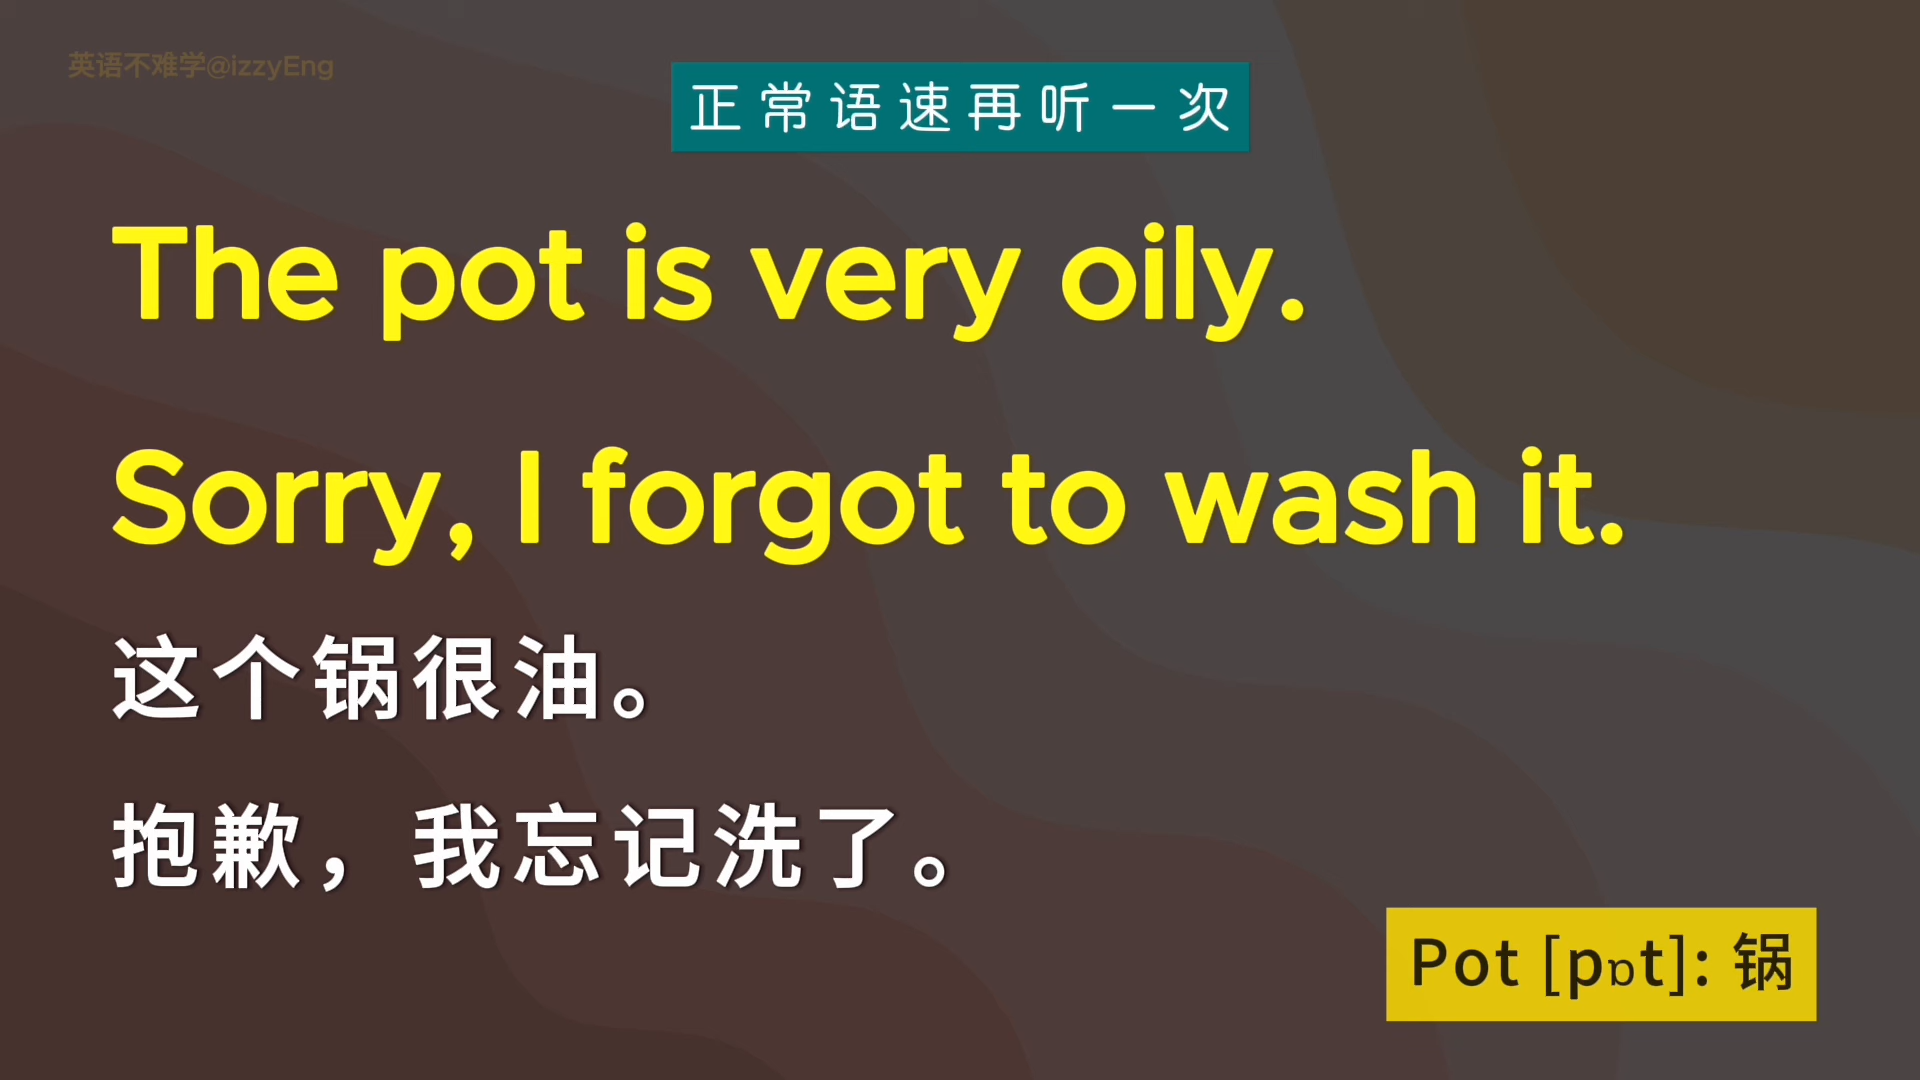 英语不难学@izzyEng
正常语速再听一次
The pot is very oily.
Sorry, I forgot to wash it.
这个锅很油。
抱歉，我忘记洗了。
Pot [pɒt]: 锅